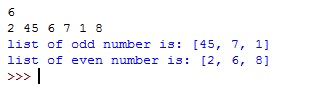 6
2 45 6 7 1 8
list of odd number is: [45, 7, 1]
list of even number is: [2, 6, 8]
>>>